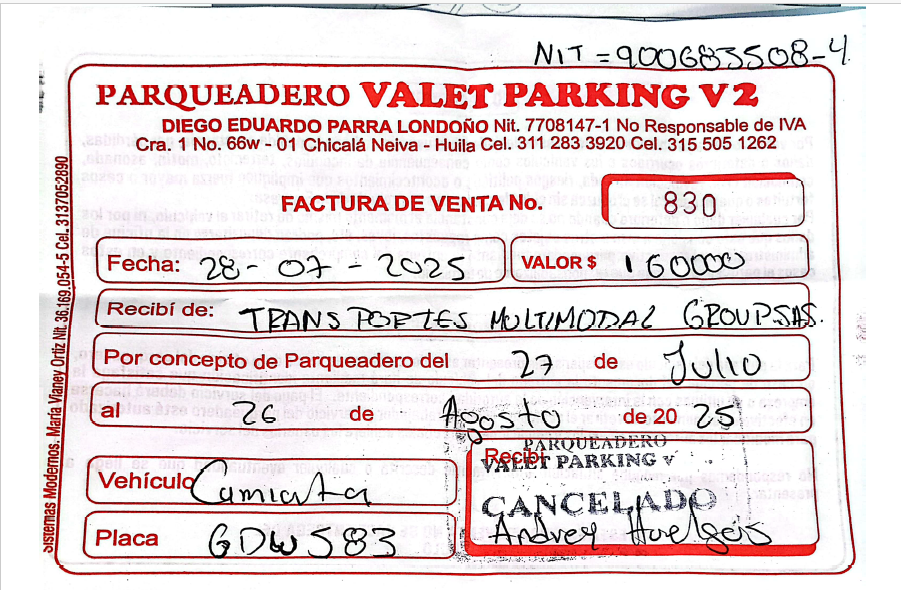 NIT = 900683508-4
PARQUEADERO VALET PARKING V2
DIEGO EDUARDO PARRA LONDOÑO Nit. 7708147-1 No Responsable de IVA
Cra. 1 No. 66w - 01 Chicalá Neiva - Huila Cel. 311 283 3920 Cel. 315 505 1262
FACTURA DE VENTA No. 830
Fecha: 28-07-2025 VALOR $ 160000
Recibí de: TRANSPORTES MULTIMODAL GROUP SAS.
Por concepto de Parqueadero del 27 de Julio
al 26 de Agosto de 2025
Recibí
PARQUEADERO
VALET PARKING V
CANCELADO
Vehículo Camiata
Andrey
Placa GDW583
Sistemas Modernos. María Vianey Ortiz Nit. 36.169.054-5 Cel. 3137052890